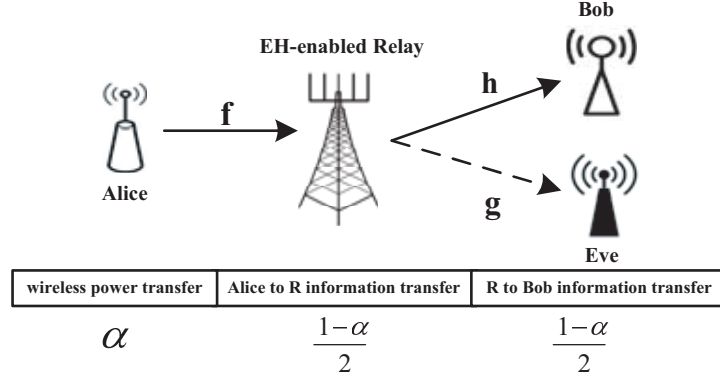 Bob
EH-enabled Relay
h
f
Alice
g
Eve
wireless power transfer Alice to R information transfer R to Bob information transfer
α (1−α)/2 (1−α)/2